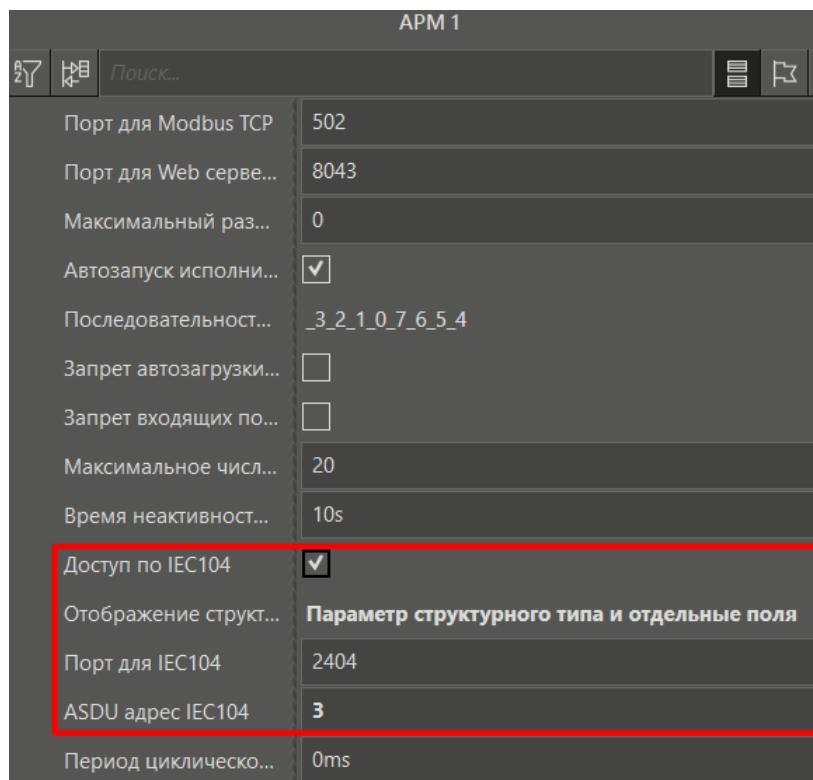 АРМ 1
Поиск...
Порт для Modbus TCP 502
Порт для Web серве... 8043
Максимальный раз... 0
Автозапуск исполни...
Последовательност... _3_2_1_0_7_6_5_4
Запрет автозагрузки...
Запрет входящих по...
Максимальное числ... 20
Время неактивност... 10s
Доступ по IEC104
Отображение структ... Параметр структурного типа и отдельные поля
Порт для IEC104 2404
ASDU адрес IEC104 3
Период циклическо... 0ms